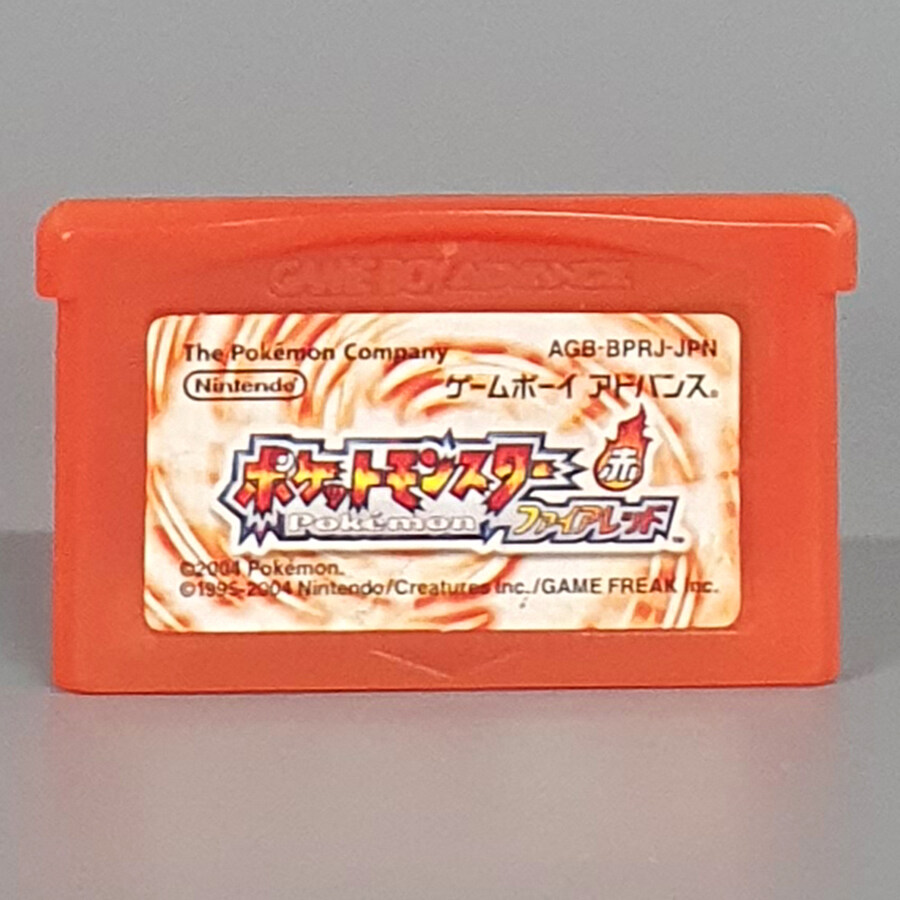 GAME BOY ADVANCE
The Pokémon Company AGB-BPRJ-JPN
Nintendo® ゲームボーイ アドバンス®
ポケットモンスター 赤
Pokémon ファイアレッド™
©2004 Pokémon.
©1995-2004 Nintendo/Creatures Inc./GAME FREAK Inc.